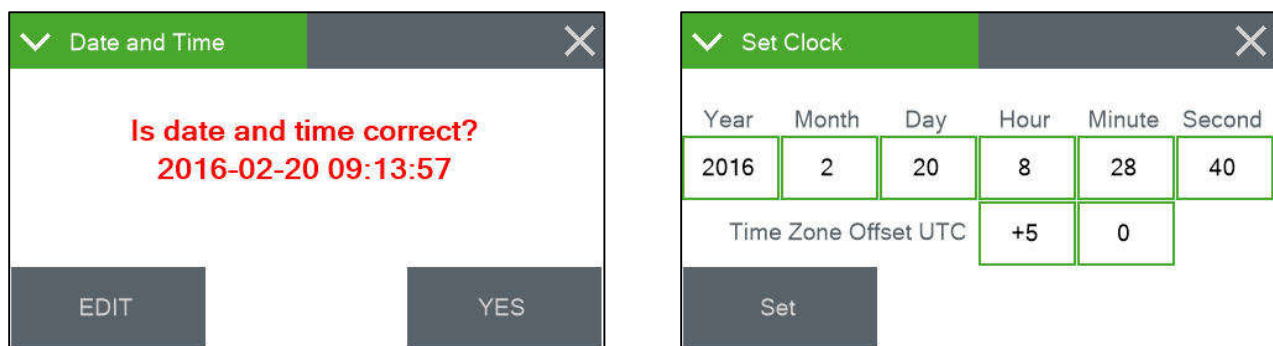 Date and Time
Is date and time correct?
2016-02-20 09:13:57
EDIT YES
Set Clock
Year Month Day Hour Minute Second
2016 2 20 8 28 40
Time Zone Offset UTC +5 0
Set